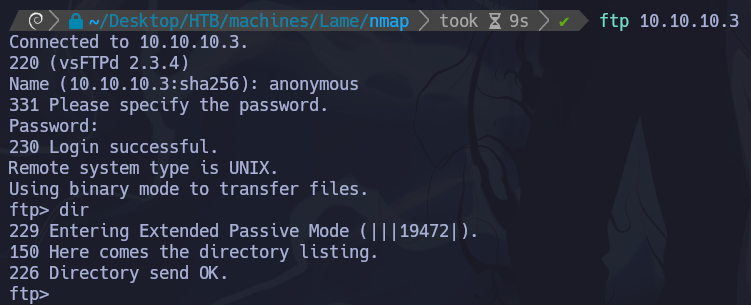 ~/Desktop/HTB/machines/Lame/nmap took 9s ✔ ftp 10.10.10.3
Connected to 10.10.10.3.
220 (vsFTPd 2.3.4)
Name (10.10.10.3:sha256): anonymous
331 Please specify the password.
Password:
230 Login successful.
Remote system type is UNIX.
Using binary mode to transfer files.
ftp> dir
229 Entering Extended Passive Mode (|||19472|).
150 Here comes the directory listing.
226 Directory send OK.
ftp>